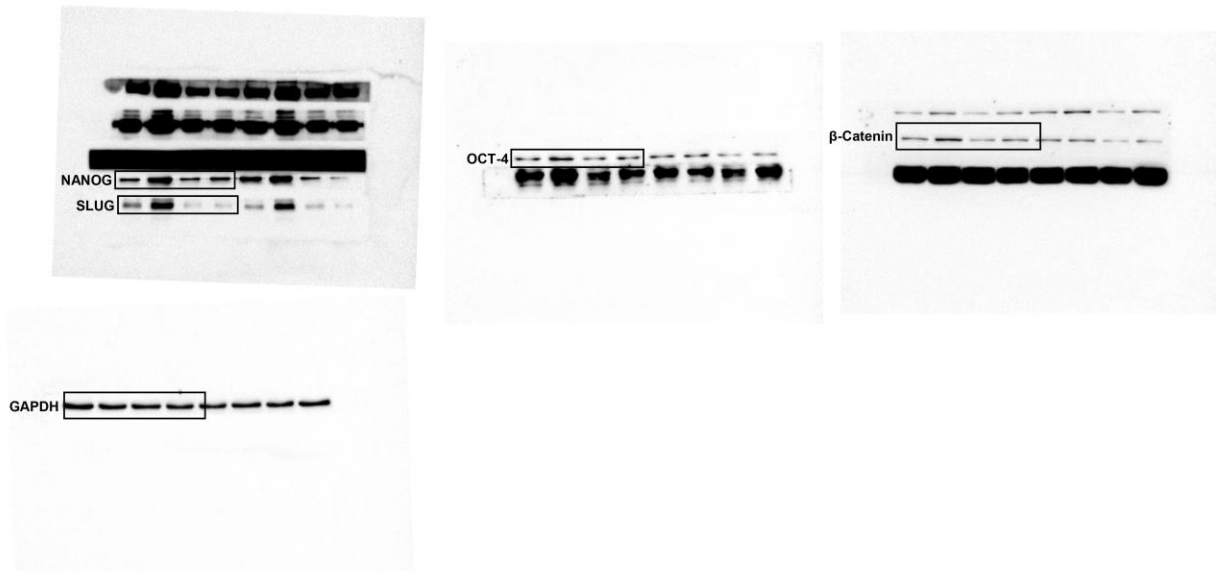 NANOG
SLUG
OCT-4
β-Catenin
GAPDH